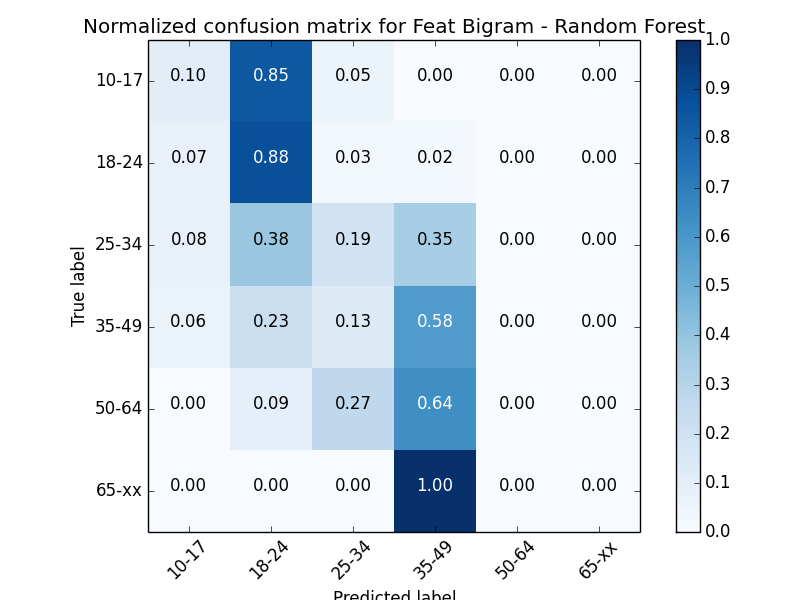 Normalized confusion matrix for Feat Bigram - Random Forest
10-17 0.10 0.85 0.05 0.00 0.00 0.00
18-24 0.07 0.88 0.03 0.02 0.00 0.00
25-34 0.08 0.38 0.19 0.35 0.00 0.00
35-49 0.06 0.23 0.13 0.58 0.00 0.00
50-64 0.00 0.09 0.27 0.64 0.00 0.00
65-xx 0.00 0.00 0.00 1.00 0.00 0.00
10-17 18-24 25-34 35-49 50-64 65-xx
True label
Predicted label
1.0
0.9
0.8
0.7
0.6
0.5
0.4
0.3
0.2
0.1
0.0